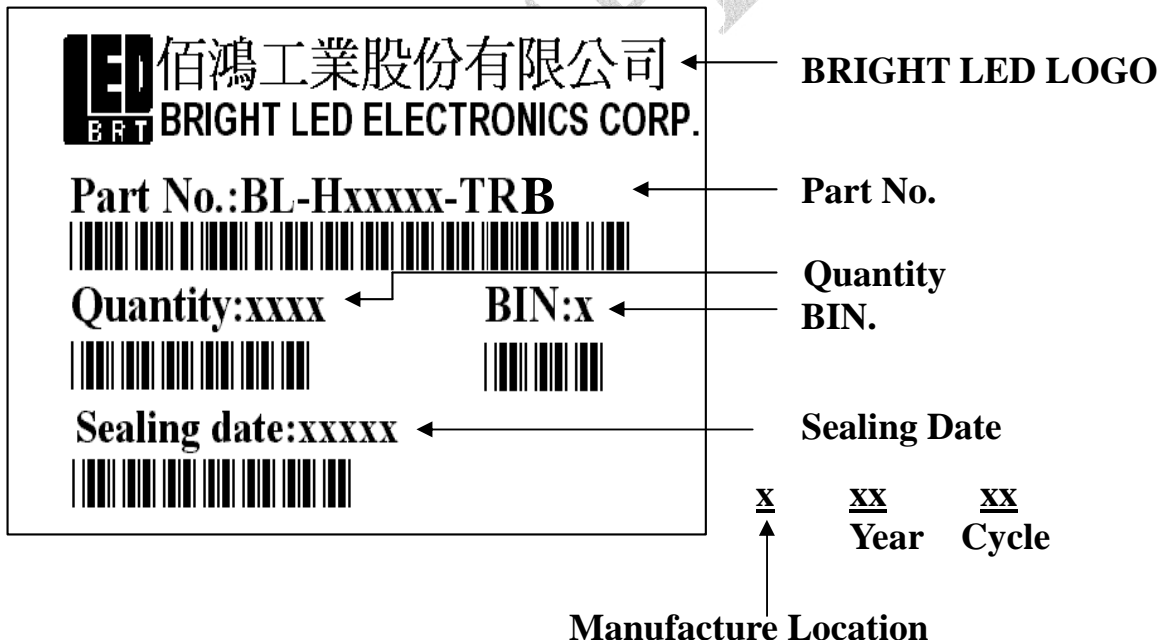 佰鴻工業股份有限公司
BRIGHT LED LOGO
LED
BRT
BRIGHT LED ELECTRONICS CORP.
Part No.:BL-Hxxxxx-TRB
Part No.
Quantity
Quantity:xxxx
BIN:x
BIN.
Sealing date:xxxxx
Sealing Date
x xx xx
Year Cycle
Manufacture Location